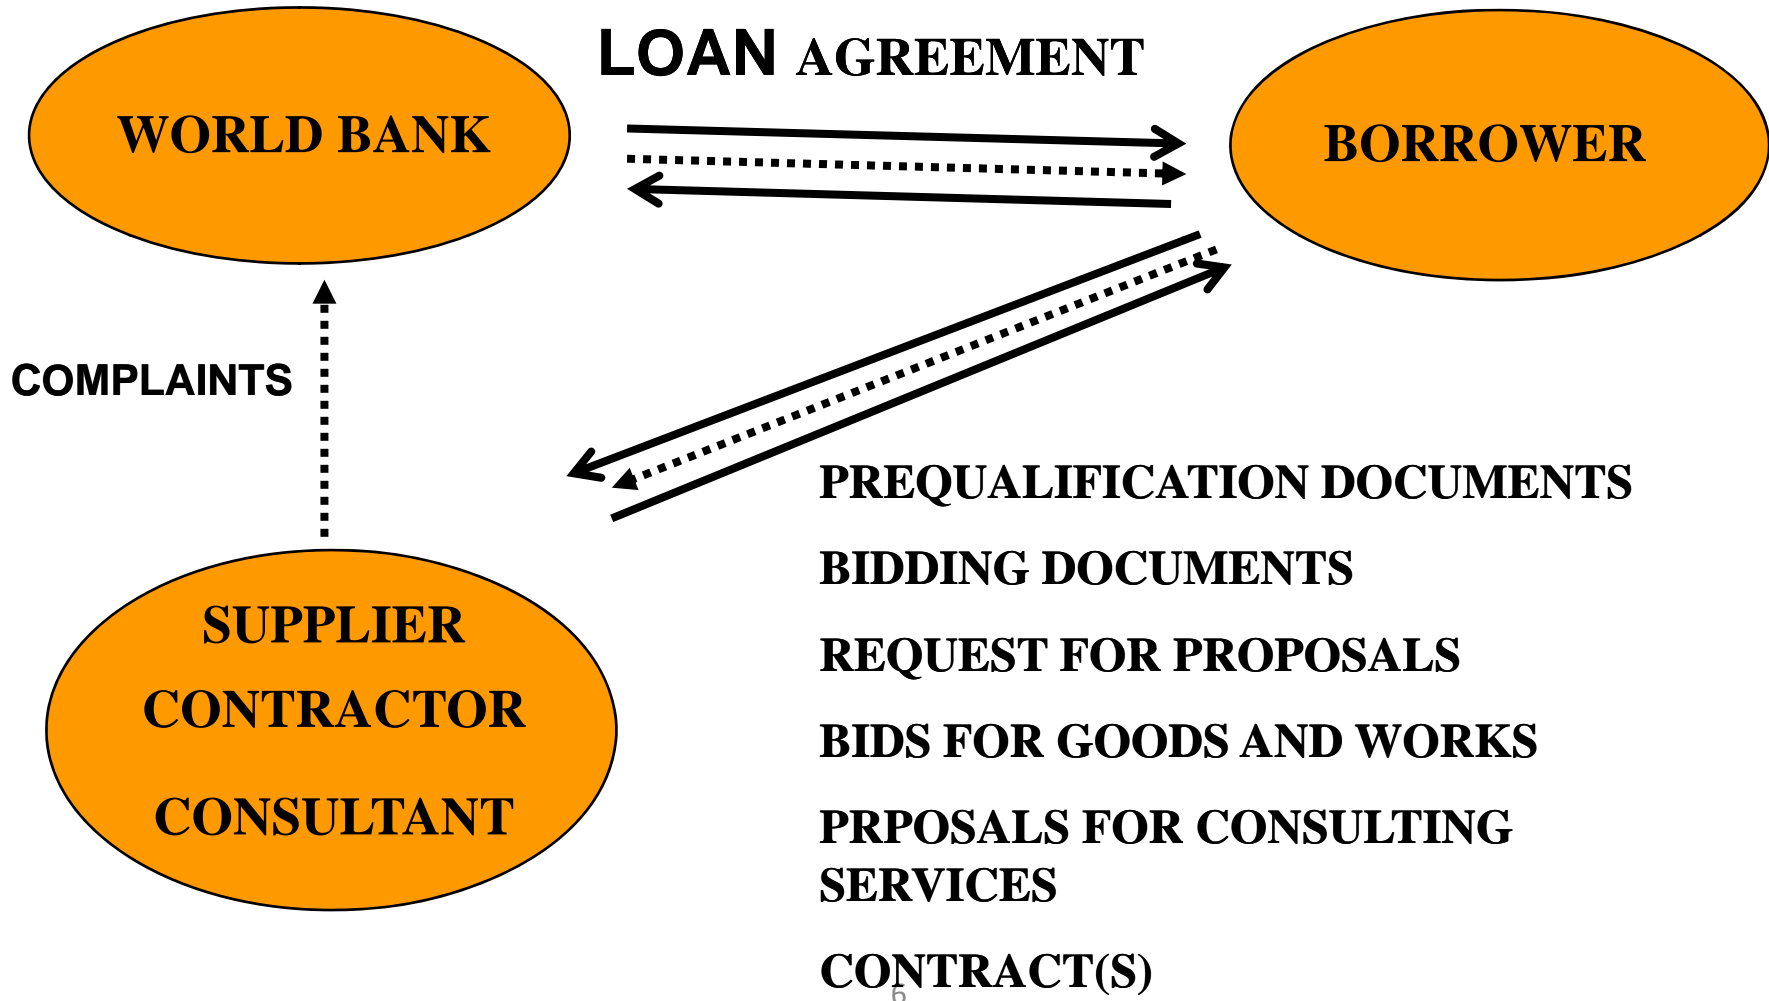 LOAN AGREEMENT
WORLD BANK
BORROWER
COMPLAINTS
SUPPLIER
CONTRACTOR
CONSULTANT
PREQUALIFICATION DOCUMENTS
BIDDING DOCUMENTS
REQUEST FOR PROPOSALS
BIDS FOR GOODS AND WORKS
PRPOSALS FOR CONSULTING
SERVICES
CONTRACT(S)
6